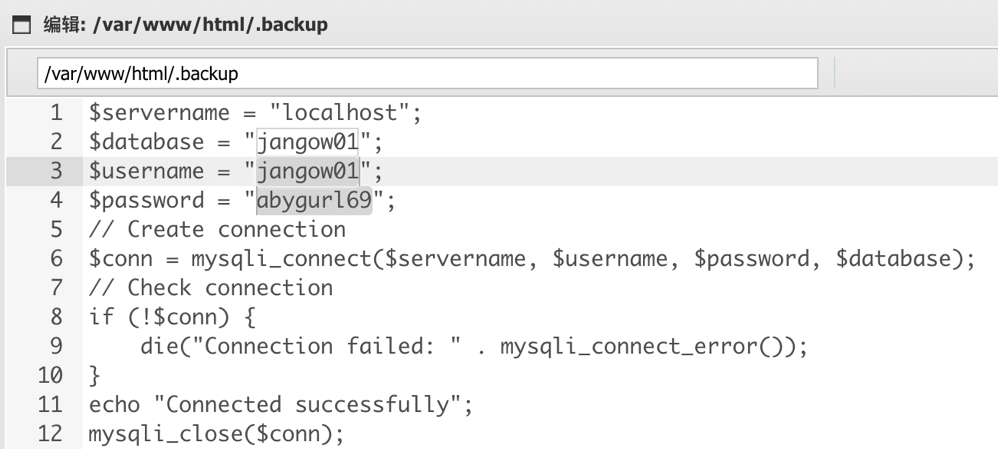 编辑: /var/www/html/.backup
/var/www/html/.backup
1 $servername = "localhost";
2 $database = "jangow01";
3 $username = "jangow01";
4 $password = "abygurl69";
5 // Create connection
6 $conn = mysqli_connect($servername, $username, $password, $database);
7 // Check connection
8 if (!$conn) {
9     die("Connection failed: " . mysqli_connect_error());
10 }
11 echo "Connected successfully";
12 mysqli_close($conn);